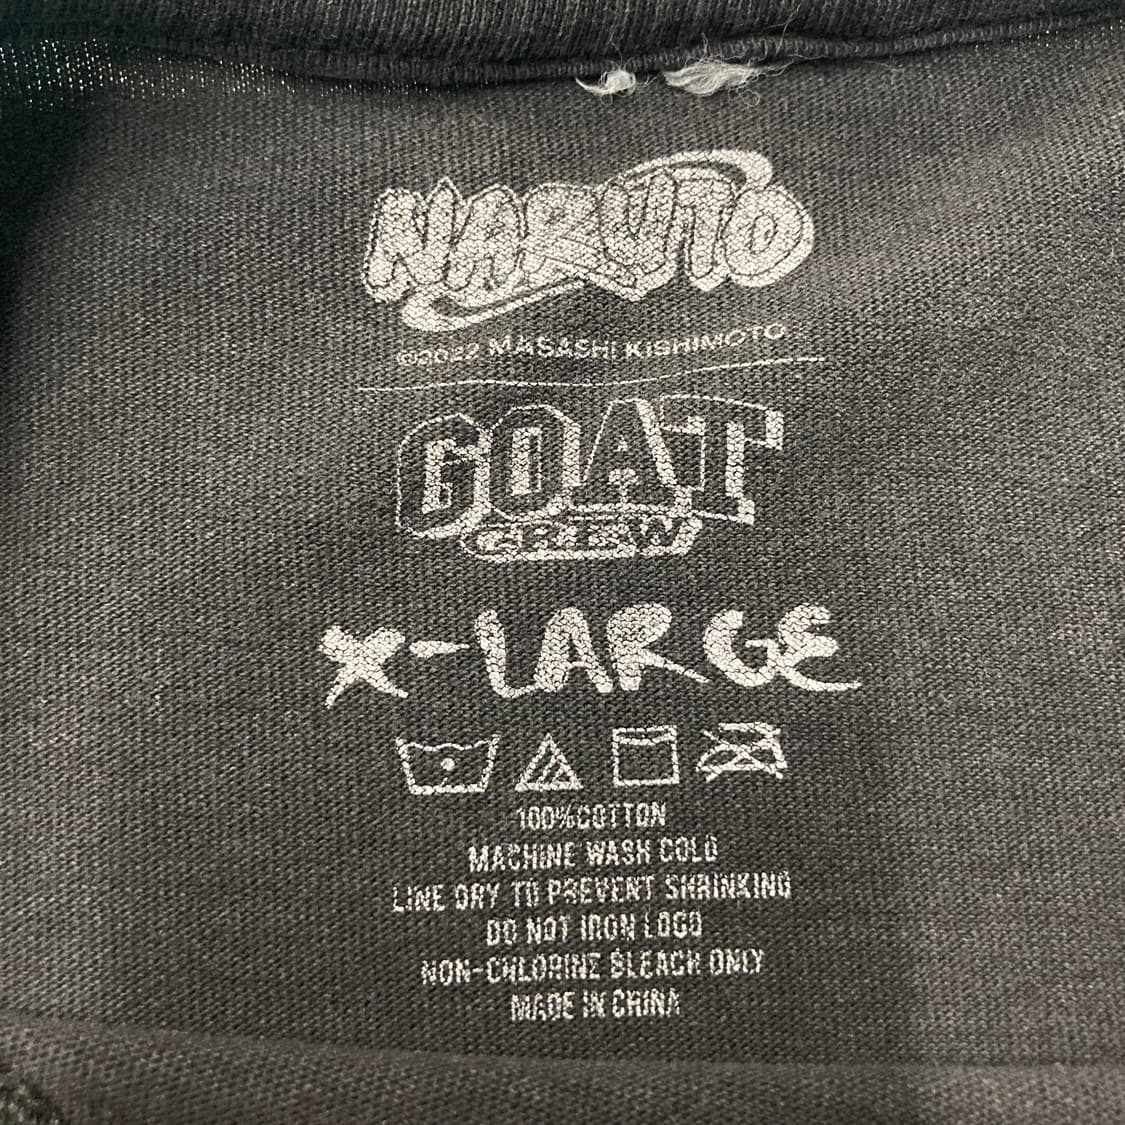 NARUTO
©2022 MASASHI KISHIMOTO
GOAT
CREW
X-LARGE
100%COTTON
MACHINE WASH COLD
LINE DRY TO PREVENT SHRINKING
DO NOT IRON LOGO
NON-CHLORINE BLEACH ONLY
MADE IN CHINA